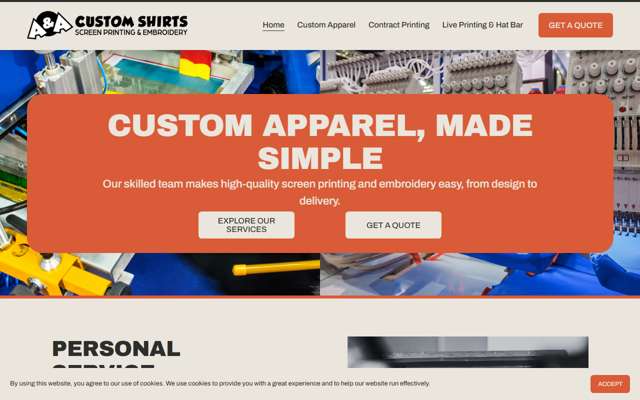 A&A CUSTOM SHIRTS
SCREEN PRINTING & EMBROIDERY
Home Custom Apparel Contract Printing Live Printing & Hat Bar GET A QUOTE
CUSTOM APPAREL, MADE
SIMPLE
Our skilled team makes high-quality screen printing and embroidery easy, from design to
delivery.
EXPLORE OUR
SERVICES
GET A QUOTE
PERSONAL
SERVICE
By using this website, you agree to our use of cookies. We use cookies to provide you with a great experience and to help our website run effectively.
ACCEPT